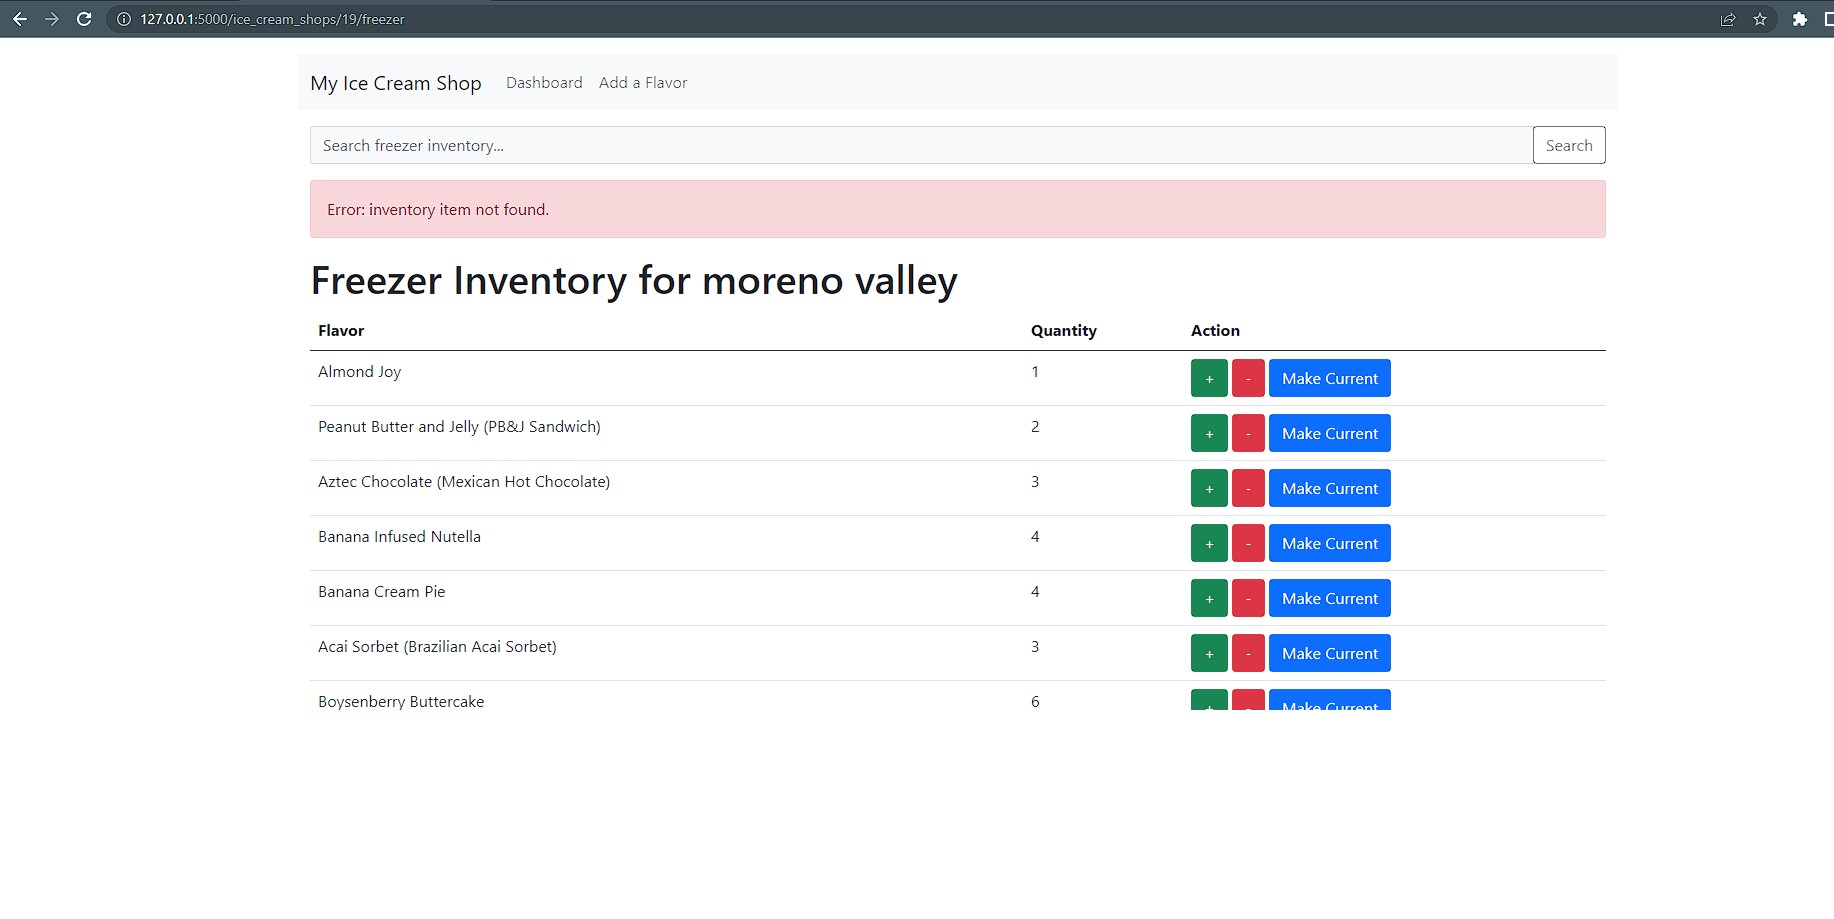 127.0.0.1:5000/ice_cream_shops/19/freezer
My Ice Cream Shop Dashboard Add a Flavor
Search freezer inventory... Search
Error: inventory item not found.
Freezer Inventory for moreno valley
Flavor Quantity Action
Almond Joy 1 + - Make Current
Peanut Butter and Jelly (PB&J Sandwich) 2 + - Make Current
Aztec Chocolate (Mexican Hot Chocolate) 3 + - Make Current
Banana Infused Nutella 4 + - Make Current
Banana Cream Pie 4 + - Make Current
Acai Sorbet (Brazilian Acai Sorbet) 3 + - Make Current
Boysenberry Buttercake 6 + - Make Current